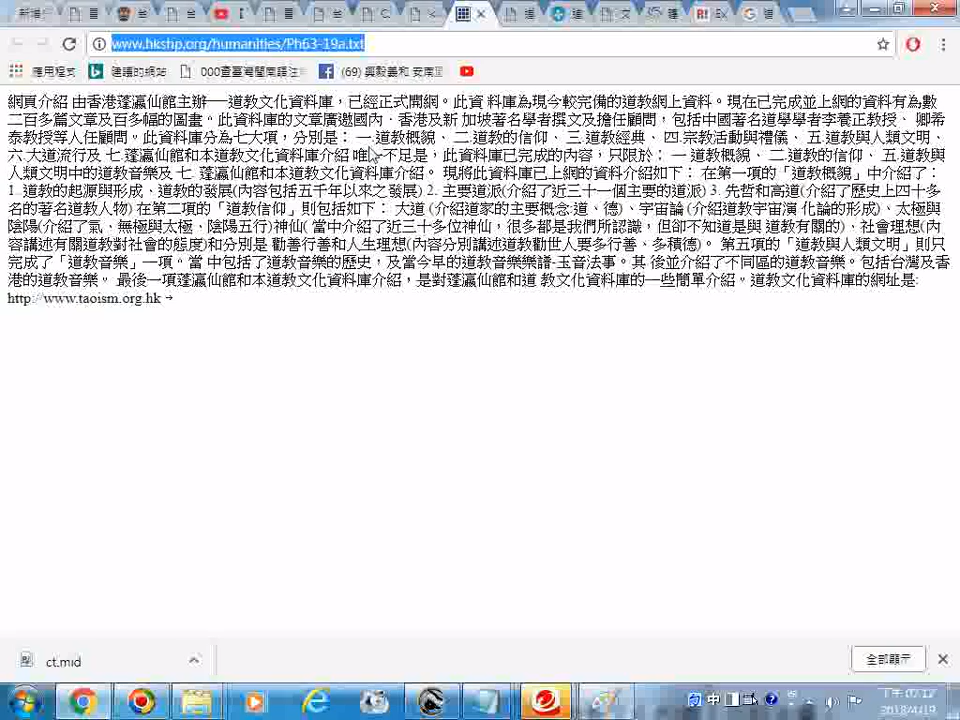 www.hkship.org/humanities/Ph63-19a.txt
應用程式
建議的網站
000臺灣閩南語
(69)
網頁介紹 由香港蓬瀛仙館主辦──道教文化資料庫，已經正式開網。此資 料庫為現今較完備的道教網上資料。現在已完成並上網的資料有為數
二百多篇文章及百多幅的圖畫。此資料庫的文章廣邀國內、香港及新 加坡著名學者撰文及擔任顧問，包括中國著名道學學者李養正教授、 卿希
泰教授等人任顧問。此資料庫分為七大項，分別是： 一.道教概貌、 二.道教的信仰、 三.道教經典、 四.宗教活動與禮儀、 五.道教與人類文明、
六.大道流行及 七.蓬瀛仙館和本道教文化資料庫介紹 唯一不足是，此資料庫已完成的內容，只限於： 一 道教概貌、 二.道教的信仰、 五.道教與
人類文明中的道教音樂及 七. 蓬瀛仙館和本道教文化資料庫介紹。 現將此資料庫已上網的資料介紹如下： 在第一項的「道教概貌」中介紹了：
1. 道教的起源與形成、道教的發展(內容包括五千年以來之發展) 2. 主要道派(介紹了近三十一個主要的道派) 3. 先哲和高道(介紹了歷史上四十多
名的著名道教人物) 在第二項的「道教信仰」則包括如下： 大道 (介紹道家的主要概念:道、德)、宇宙論 (介紹道教宇宙演 化論的形成)、太極與
陰陽(介紹了氣、無極與太極、陰陽五行)神仙( 當中介紹了近三十多位神仙，很多都是我們所認識，但卻不知道是與 道教有關的)、社會理想(內
容講述有關道教對社會的態度)和分別是 勸善行善和人生理想(內容分別講述道教勸世人要多行善、多積德)。 第五項的「道教與人類文明」則只
完成了「道教音樂」一項。當 中包括了道教音樂的歷史，及當今早的道教音樂樂譜-玉音法事。其 後並介紹了不同區的道教音樂。包括台灣及香
港的道教音樂。 最後一項蓬瀛仙館和本道教文化資料庫介紹，是對蓬瀛仙館和道 教文化資料庫的一些簡單介紹。道教文化資料庫的網址是:
http://www.taoism.org.hk →
ct.mid
全部顯示
中